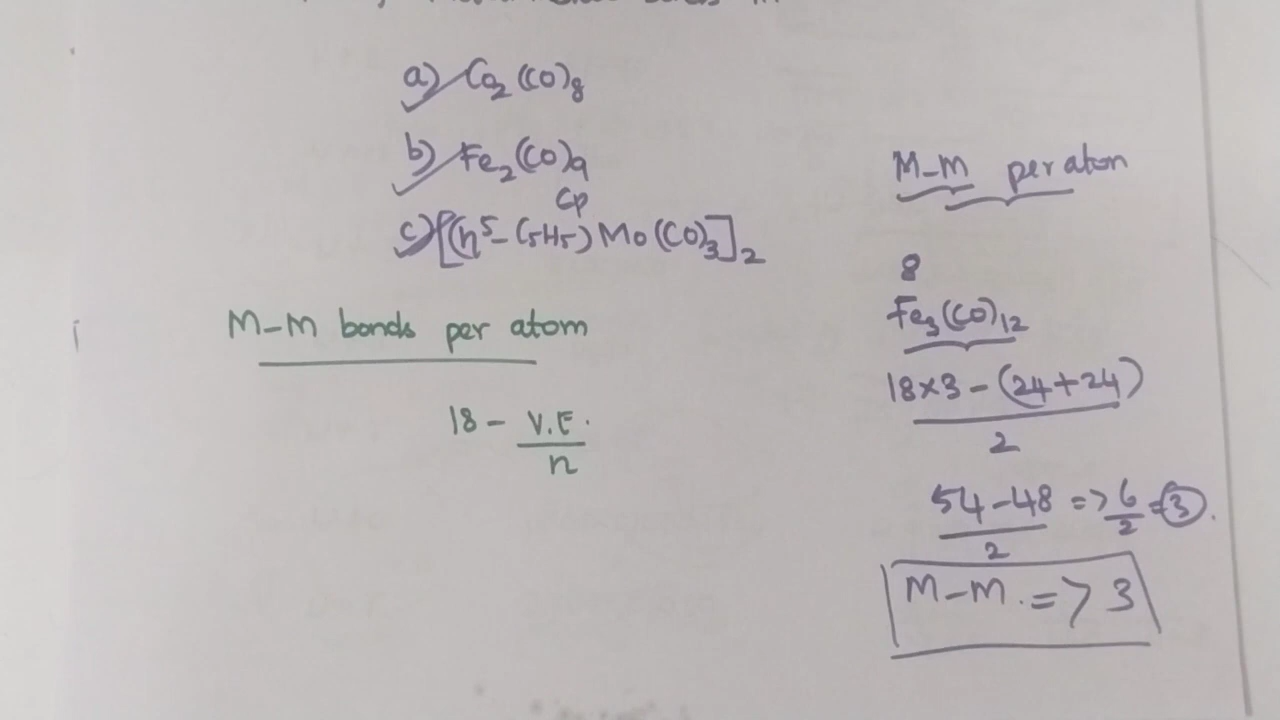 a) Co₂(CO)₈
b) Fe₂(CO)₉
Cp
c) [(η⁵-C₅H₅)Mo(CO)₃]₂
M-M bonds per atom
18 - V.E. / n
M-M per atom
8
Fe₃(CO)₁₂
18×3-(24+24) / 2
54-48 / 2 => 6/2 = 3.
M-M. => 3